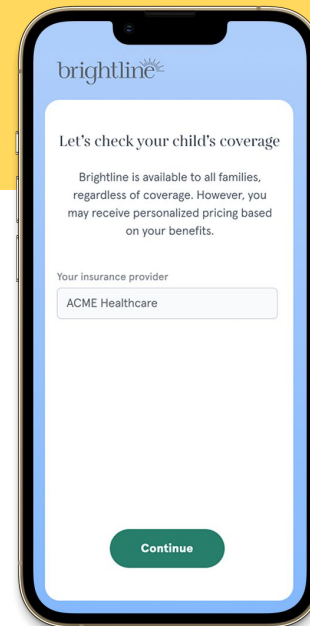 brightline
Let's check your child's coverage
Brightline is available to all families,
regardless of coverage. However, you
may receive personalized pricing based
on your benefits.
Your insurance provider
ACME Healthcare
Continue